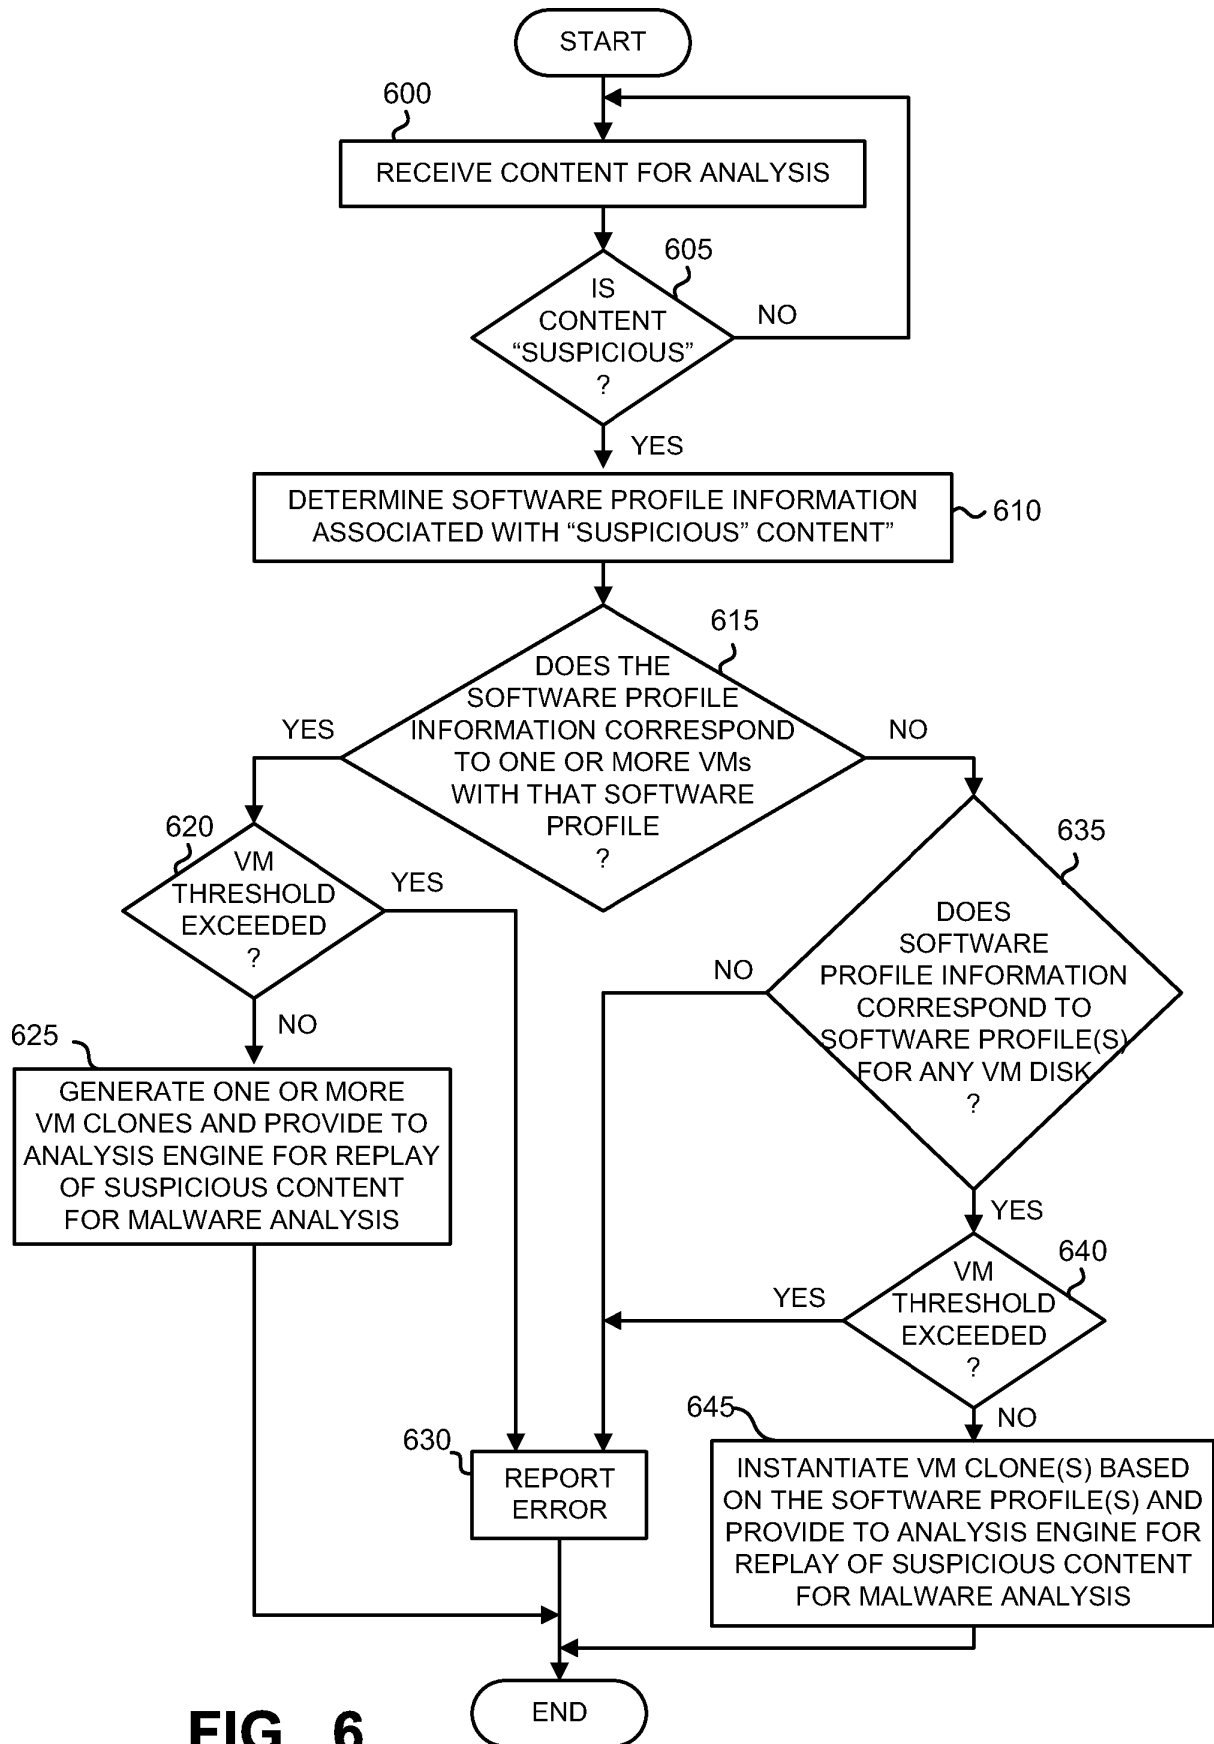 START
600
RECEIVE CONTENT FOR ANALYSIS
605
IS
CONTENT
“SUSPICIOUS”
?
NO
YES
DETERMINE SOFTWARE PROFILE INFORMATION
ASSOCIATED WITH “SUSPICIOUS” CONTENT”
610
615
DOES THE
SOFTWARE PROFILE
INFORMATION CORRESPOND
TO ONE OR MORE VMs
WITH THAT SOFTWARE
PROFILE
?
YES
NO
620
VM
THRESHOLD
EXCEEDED
?
YES
NO
625
GENERATE ONE OR MORE
VM CLONES AND PROVIDE TO
ANALYSIS ENGINE FOR REPLAY
OF SUSPICIOUS CONTENT
FOR MALWARE ANALYSIS
635
DOES
SOFTWARE
PROFILE INFORMATION
CORRESPOND TO
SOFTWARE PROFILE(S)
FOR ANY VM DISK
?
NO
YES
640
VM
THRESHOLD
EXCEEDED
?
YES
NO
630
REPORT
ERROR
645
INSTANTIATE VM CLONE(S) BASED
ON THE SOFTWARE PROFILE(S) AND
PROVIDE TO ANALYSIS ENGINE FOR
REPLAY OF SUSPICIOUS CONTENT
FOR MALWARE ANALYSIS
END
FIG. 6